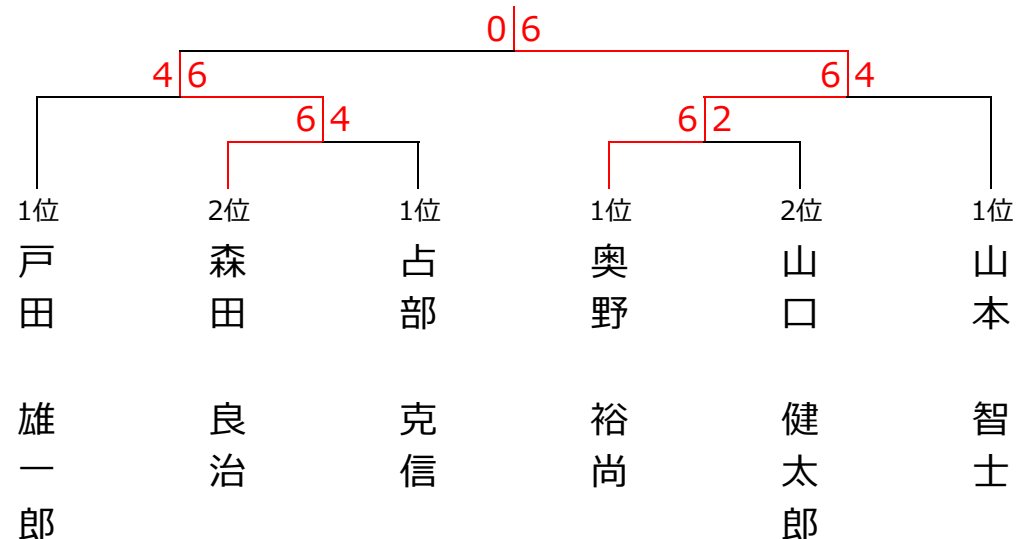 0 6
4 6
6 4
6 4
6 2
1位
2位
1位
1位
2位
1位
戸田 雄一郎
森田 良治
占部 克信
奥野 裕尚
山口 健太郎
山本 智士